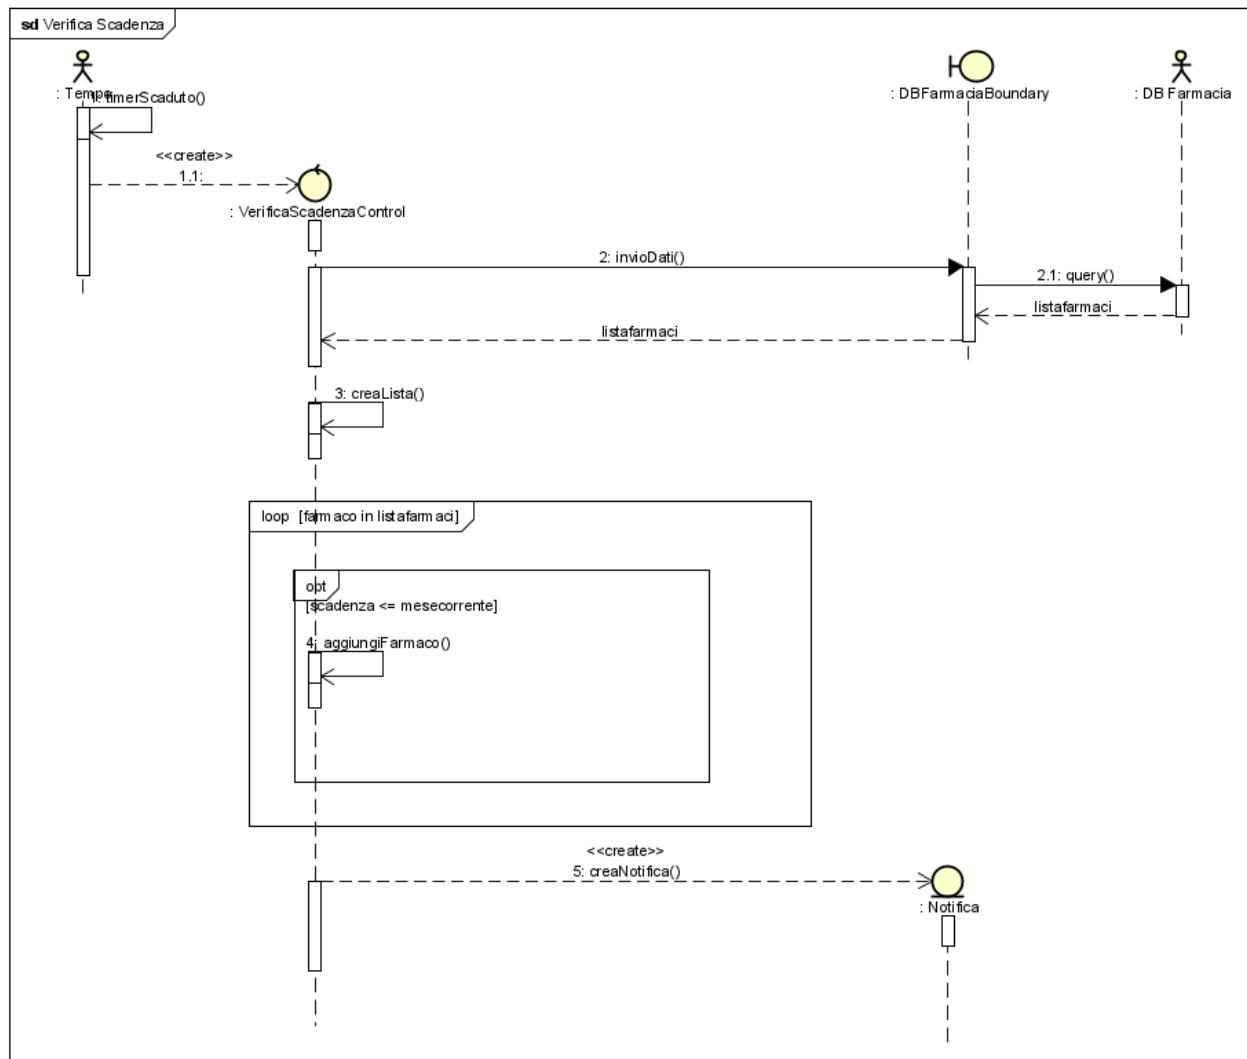 sd Verifica Scadenza
: Tempo
1: timerScaduto()
: DBFarmaciaBoundary
: DB Farmacia
<<create>>
1.1:
: VerificaScadenzaControl
2: invioDati()
2.1: query()
listafarmaci
listafarmaci
3: creaLista()
loop [farmaco in listafarmaci]
opt
[scadenza <= mesecorrente]
4: aggiungiFarmaco()
<<create>>
5: creaNotifica()
: Notifica